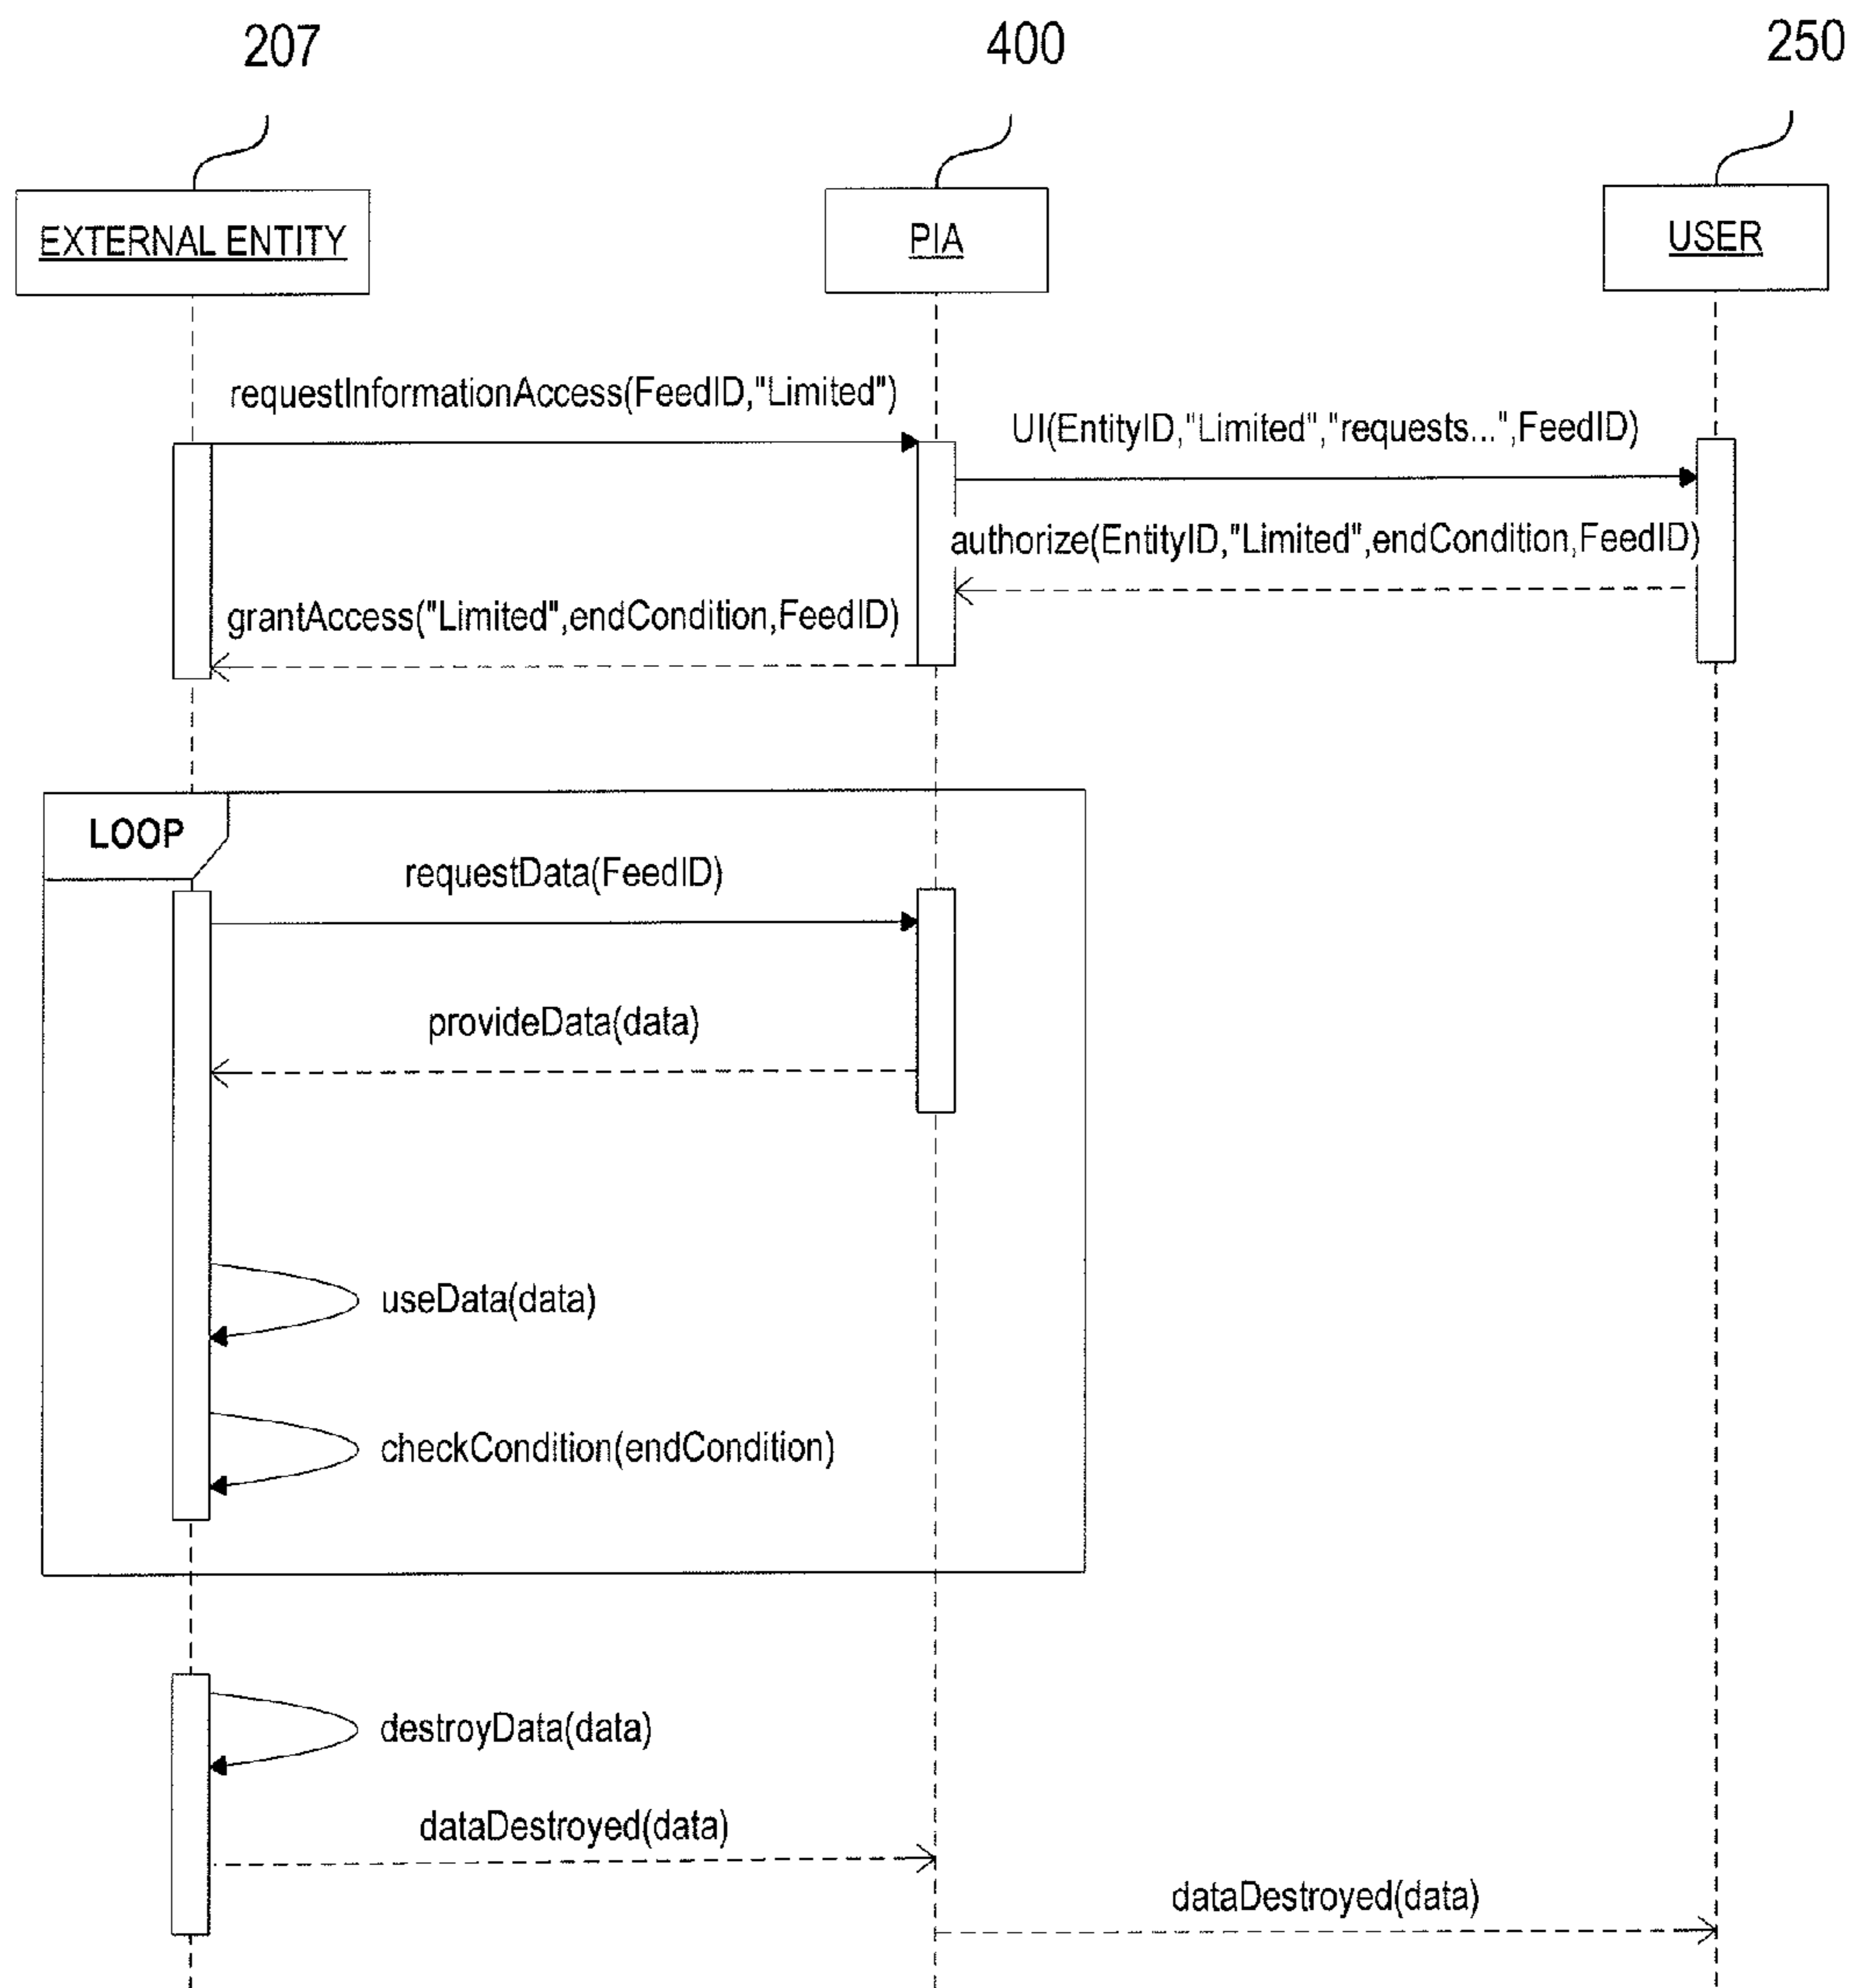 207
400
250
EXTERNAL ENTITY
PIA
USER
requestInformationAccess(FeedID,"Limited")
UI(EntityID,"Limited","requests...",FeedID)
authorize(EntityID,"Limited",endCondition,FeedID)
grantAccess("Limited",endCondition,FeedID)
LOOP
requestData(FeedID)
provideData(data)
useData(data)
checkCondition(endCondition)
destroyData(data)
dataDestroyed(data)
dataDestroyed(data)